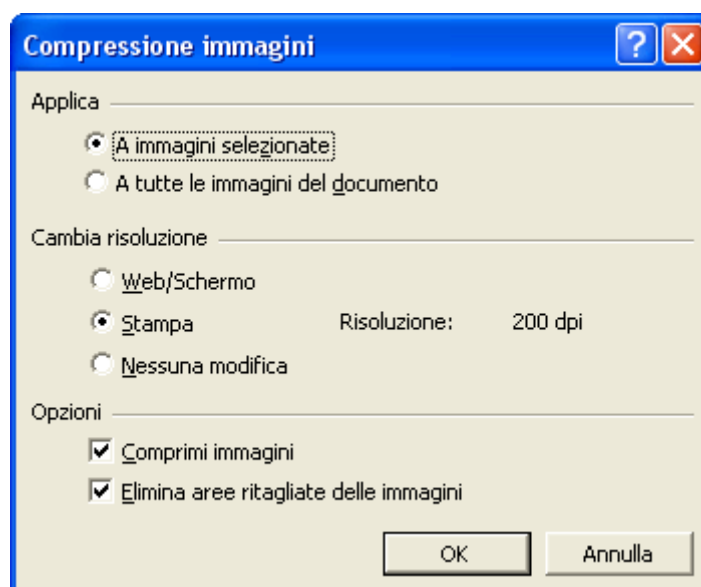 Compressione immagini
Applica
A immagini selezionate
A tutte le immagini del documento
Cambia risoluzione
Web/Schermo
Stampa Risoluzione: 200 dpi
Nessuna modifica
Opzioni
Comprimi immagini
Elimina aree ritagliate delle immagini
OK Annulla